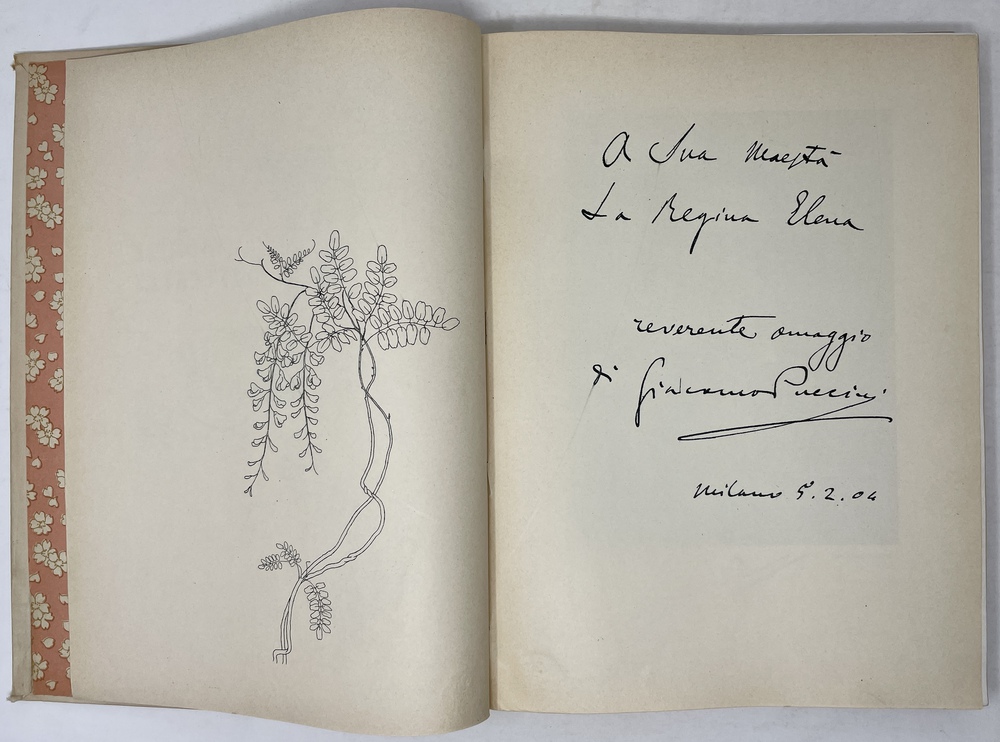 A Sua Maestà
La Regina Elena
reverente omaggio
di Giacomo Puccini
Milano 5.2.04